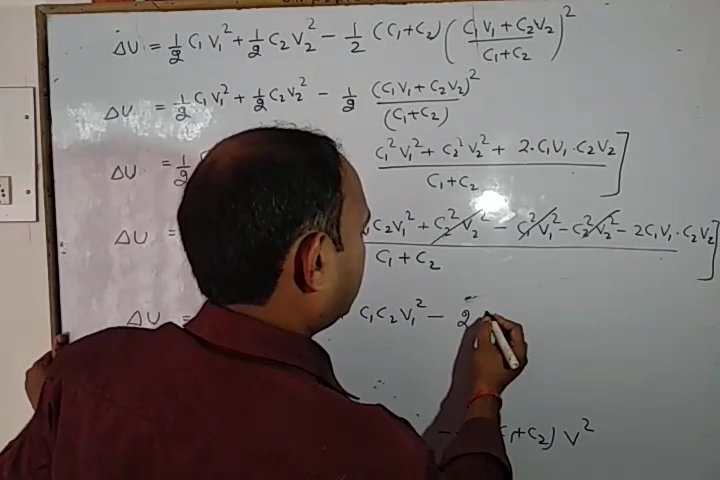 ΔU = ½ C₁V₁² + ½ C₂V₂² − ½ (C₁+C₂) ((C₁V₁ + C₂V₂)/(C₁+C₂))²
ΔU = ½ C₁V₁² + ½ C₂V₂² − ½ (C₁V₁ + C₂V₂)²/(C₁+C₂)
ΔU = ½ C₁²V₁² + C₂²V₂² + 2·C₁V₁·C₂V₂/C₁+C₂]
ΔU = C₂V₁² + C₂²V₂² − C₁²V₁² − C₂²V₂² − 2C₁V₁·C₂V₂/C₁+C₂]
ΔU = C₁C₂V₁² − 2
+C₂) V²